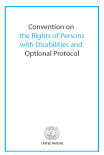 Convention on
the Rights of Persons
with Disabilities and
Optional Protocol
UNITED NATIONS